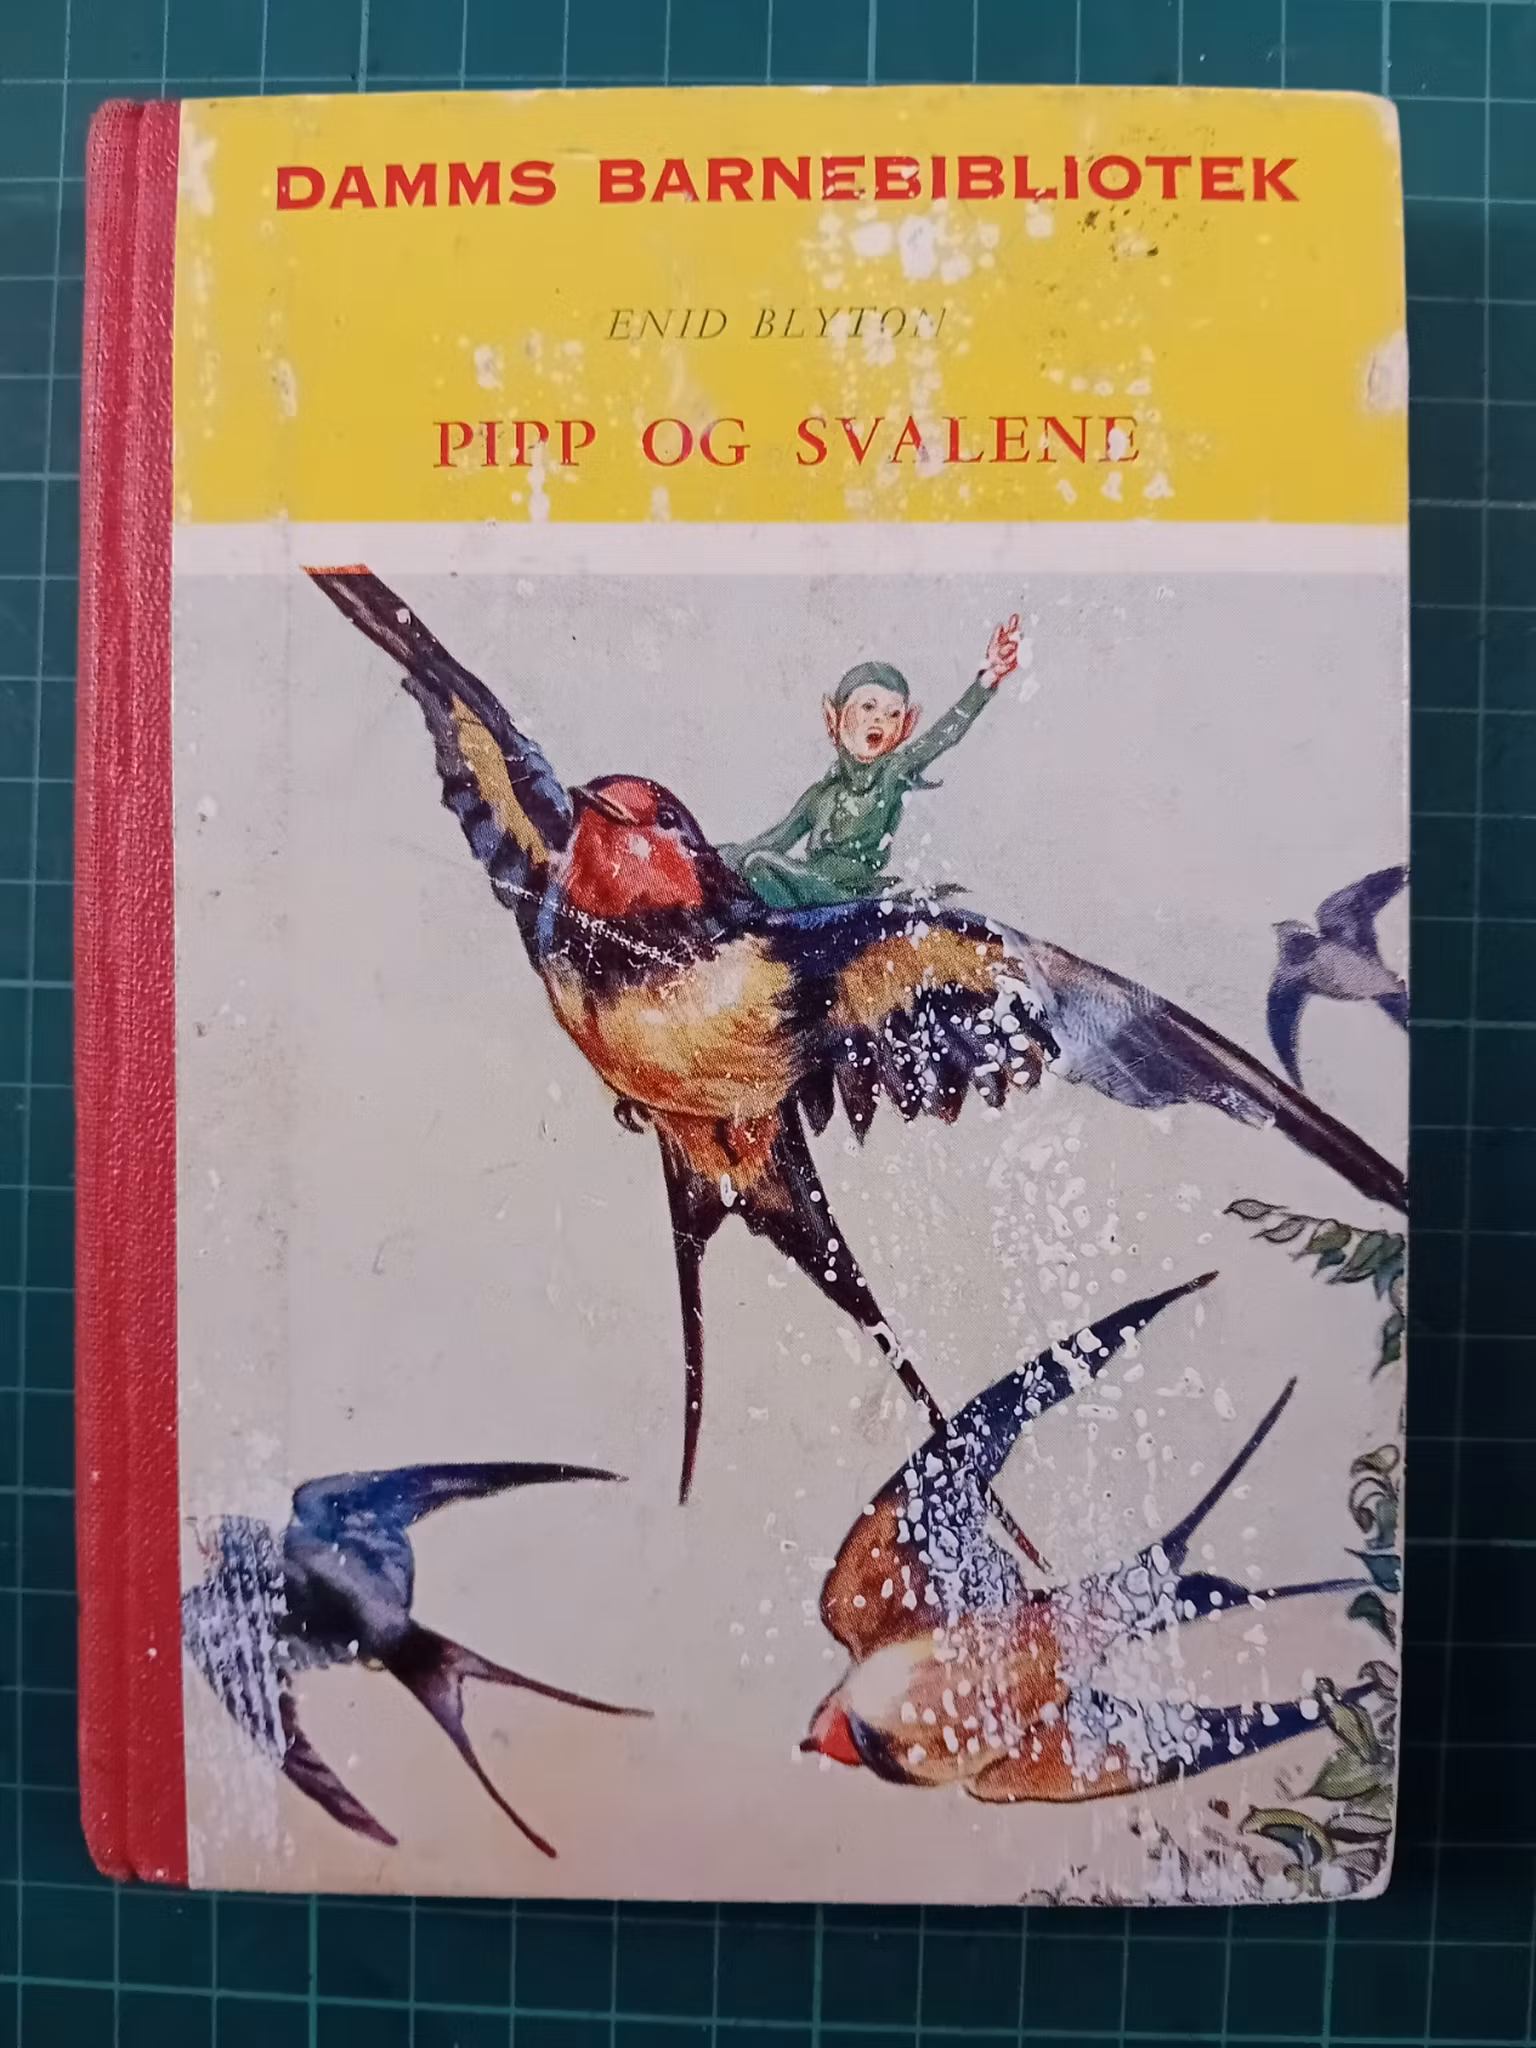 DAMMS BARNEBIBLIOTEK
ENID BLYTON
PIPP OG SVALENE